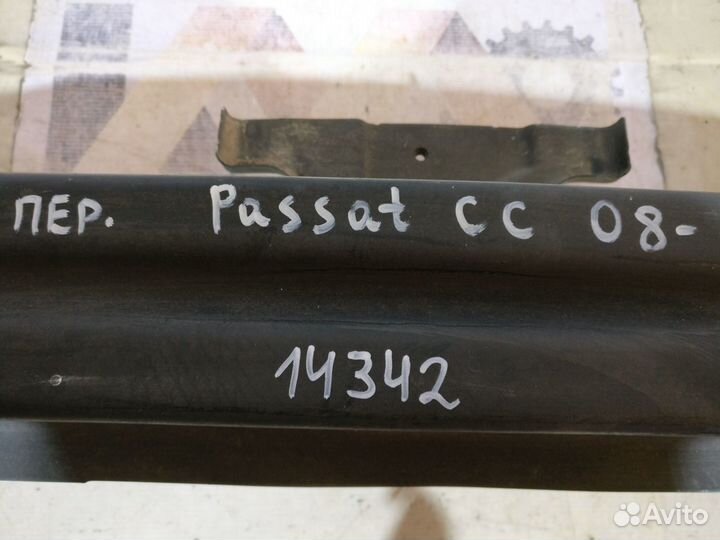 ПЕР. Passat CC 08-
14342
Avito